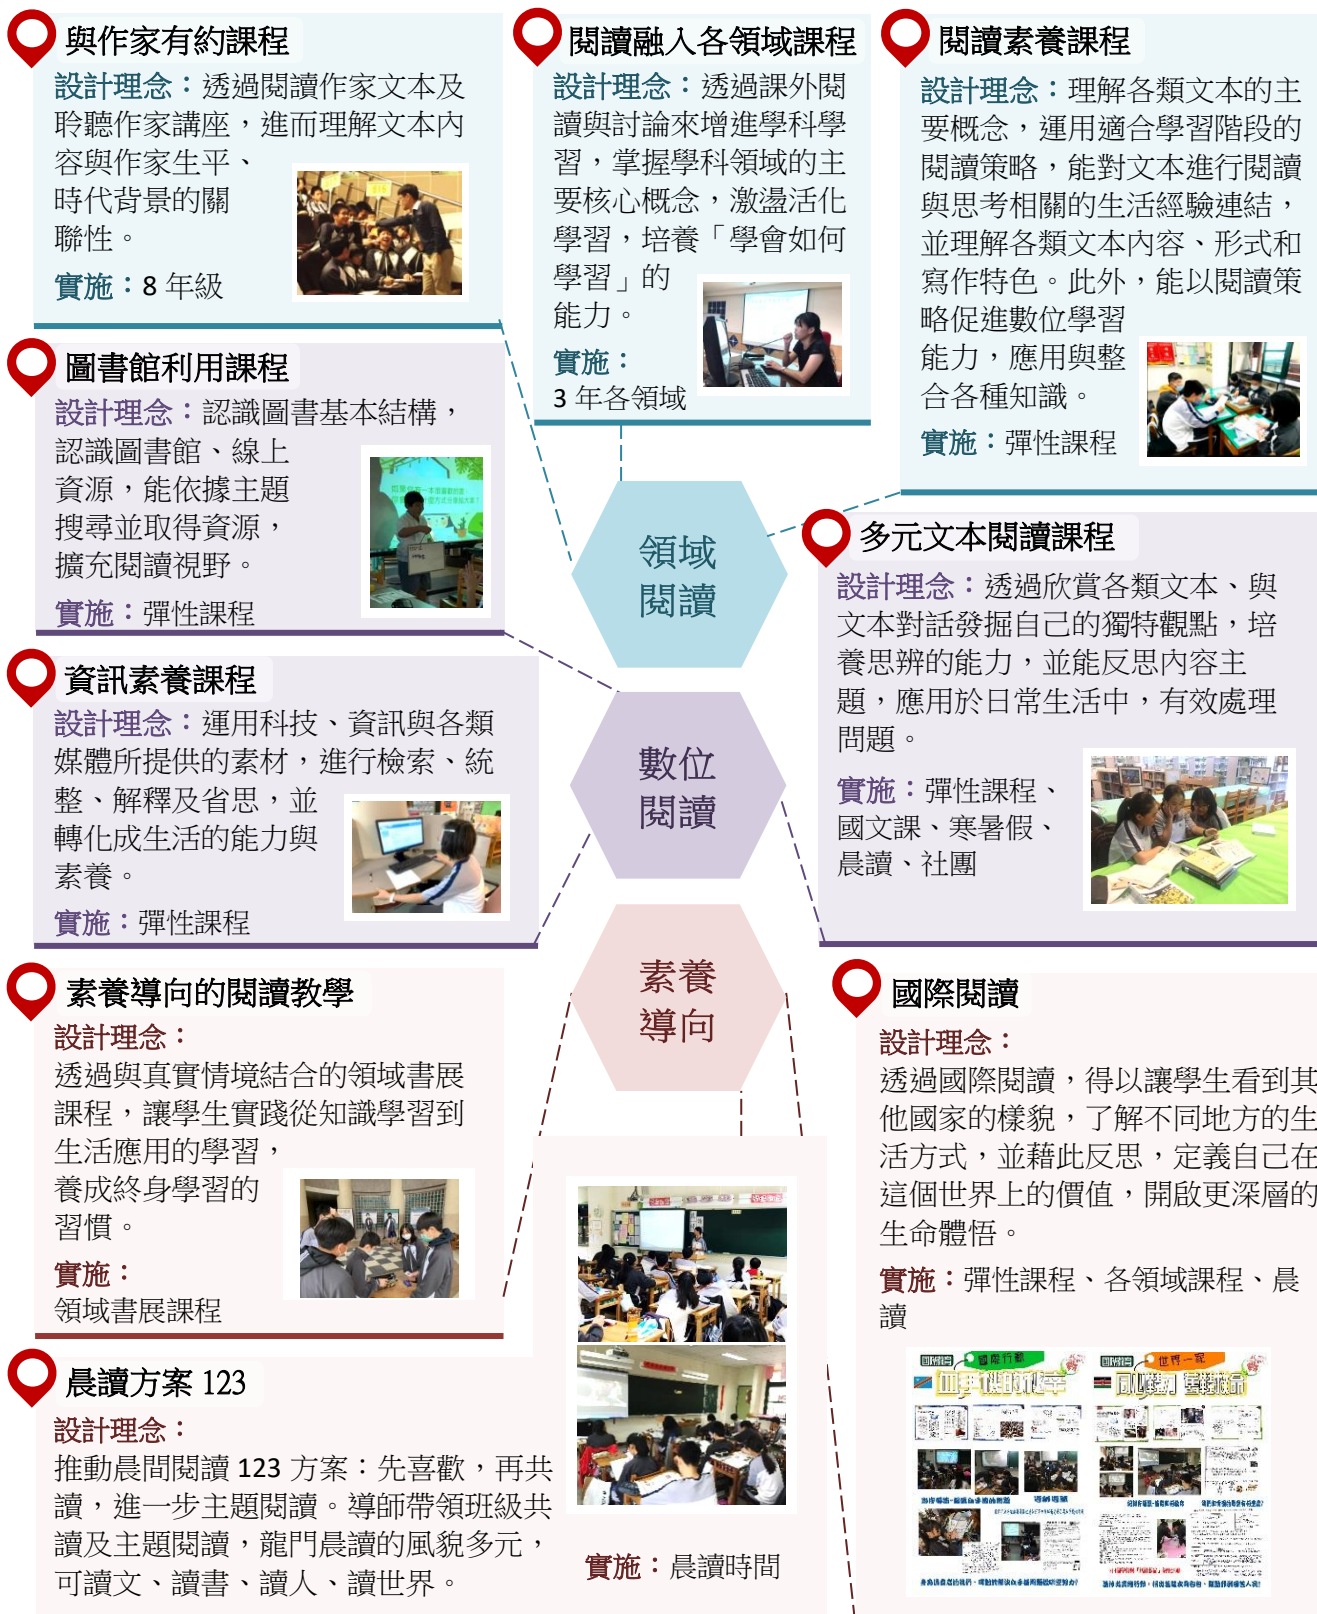 與作家有約課程
設計理念：透過閱讀作家文本及
聆聽作家講座，進而理解文本內
容與作家生平、
時代背景的關
聯性。
實施：8 年級
閱讀融入各領域課程
設計理念：透過課外閱
讀與討論來增進學科學
習，掌握學科領域的主
要核心概念，激盪活化
學習，培養「學會如何
學習」的
能力。
實施：
3 年各領域
閱讀素養課程
設計理念：理解各類文本的主
要概念，運用適合學習階段的
閱讀策略，能對文本進行閱讀
與思考相關的生活經驗連結，
並理解各類文本內容、形式和
寫作特色。此外，能以閱讀策
略促進數位學習
能力，應用與整
合各種知識。
實施：彈性課程
圖書館利用課程
設計理念：認識圖書基本結構，
認識圖書館、線上
資源，能依據主題
搜尋並取得資源，
擴充閱讀視野。
實施：彈性課程
領域
閱讀
多元文本閱讀課程
設計理念：透過欣賞各類文本、與
文本對話發掘自己的獨特觀點，培
養思辨的能力，並能反思內容主
題，應用於日常生活中，有效處理
問題。
實施：彈性課程、
國文課、寒暑假、
晨讀、社團
資訊素養課程
設計理念：運用科技、資訊與各類
媒體所提供的素材，進行檢索、統
整、解釋及省思，並
轉化成生活的能力與
素養。
實施：彈性課程
數位
閱讀
素養
導向
素養導向的閱讀教學
設計理念：
透過與真實情境結合的領域書展
課程，讓學生實踐從知識學習到
生活應用的學習，
養成終身學習的
習慣。
實施：
領域書展課程
國際閱讀
設計理念：
透過國際閱讀，得以讓學生看到其
他國家的樣貌，了解不同地方的生
活方式，並藉此反思，定義自己在
這個世界上的價值，開啟更深層的
生命體悟。
實施：彈性課程、各領域課程、晨
讀
國際行動
血手機的秘辛
世界一家
晨讀方案 123
設計理念：
推動晨間閱讀 123 方案：先喜歡，再共
讀，進一步主題閱讀。導師帶領班級共
讀及主題閱讀，龍門晨讀的風貌多元，
可讀文、讀書、讀人、讀世界。
實施：晨讀時間